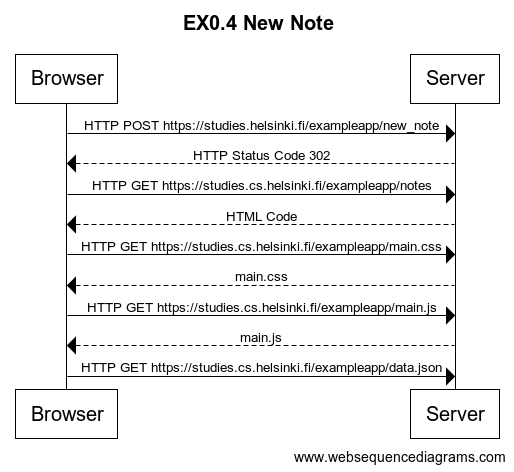 EX0.4 New Note
Browser
Server
HTTP POST https://studies.helsinki.fi/exampleapp/new_note
HTTP Status Code 302
HTTP GET https://studies.cs.helsinki.fi/exampleapp/notes
HTML Code
HTTP GET https://studies.cs.helsinki.fi/exampleapp/main.css
main.css
HTTP GET https://studies.cs.helsinki.fi/exampleapp/main.js
main.js
HTTP GET https://studies.cs.helsinki.fi/exampleapp/data.json
Browser
Server
www.websequencediagrams.com